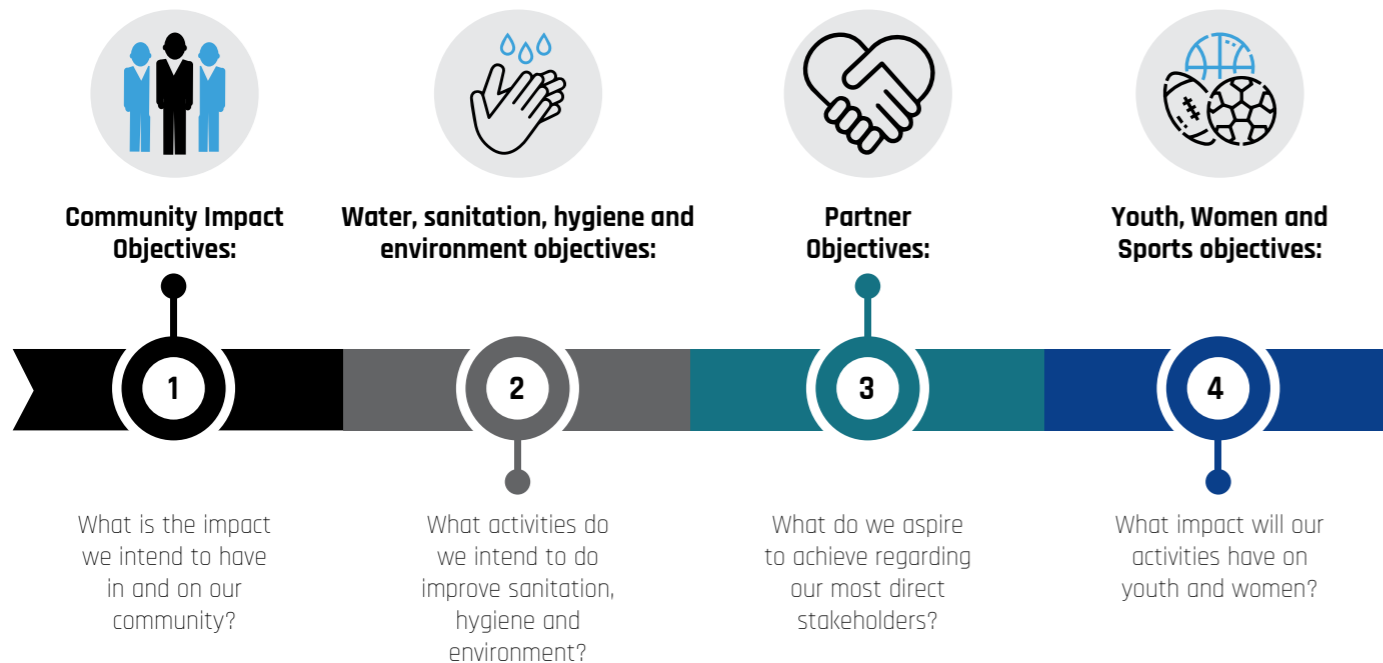 Community Impact
Objectives:
Water, sanitation, hygiene and
environment objectives:
Partner
Objectives:
Youth, Women and
Sports objectives:
1
2
3
4
What is the impact
we intend to have
in and on our
community?
What activities do
we intend to do
improve sanitation,
hygiene and
environment?
What do we aspire
to achieve regarding
our most direct
stakeholders?
What impact will our
activities have on
youth and women?